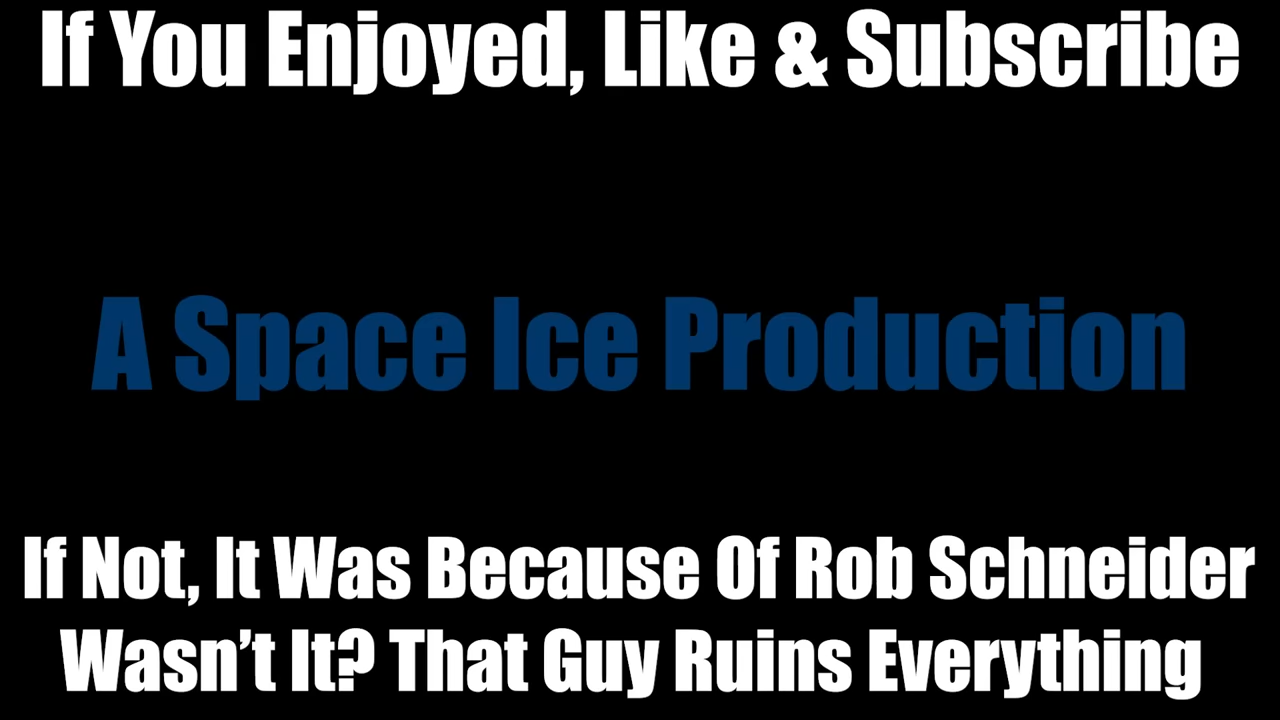 If You Enjoyed, Like & Subscribe
A Space Ice Production
If Not, It Was Because Of Rob Schneider
Wasn’t It? That Guy Ruins Everything